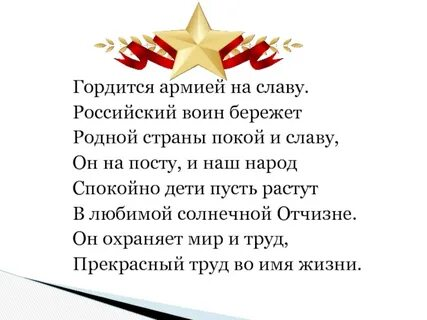 Гордится армией на славу.
Российский воин бережет
Родной страны покой и славу,
Он на посту, и наш народ
Спокойно дети пусть растут
В любимой солнечной Отчизне.
Он охраняет мир и труд,
Прекрасный труд во имя жизни.